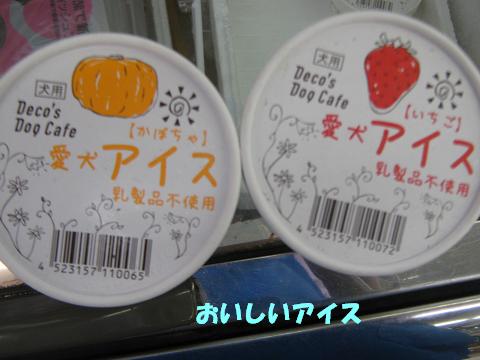 犬用
Deco's
Dog Cafe
【かぼちゃ】
愛犬アイス
乳製品不使用
4 523157 110065
犬用
Deco's
Dog Cafe
【いちご】
愛犬アイス
乳製品不使用
4 523157 110072
おいしいアイス